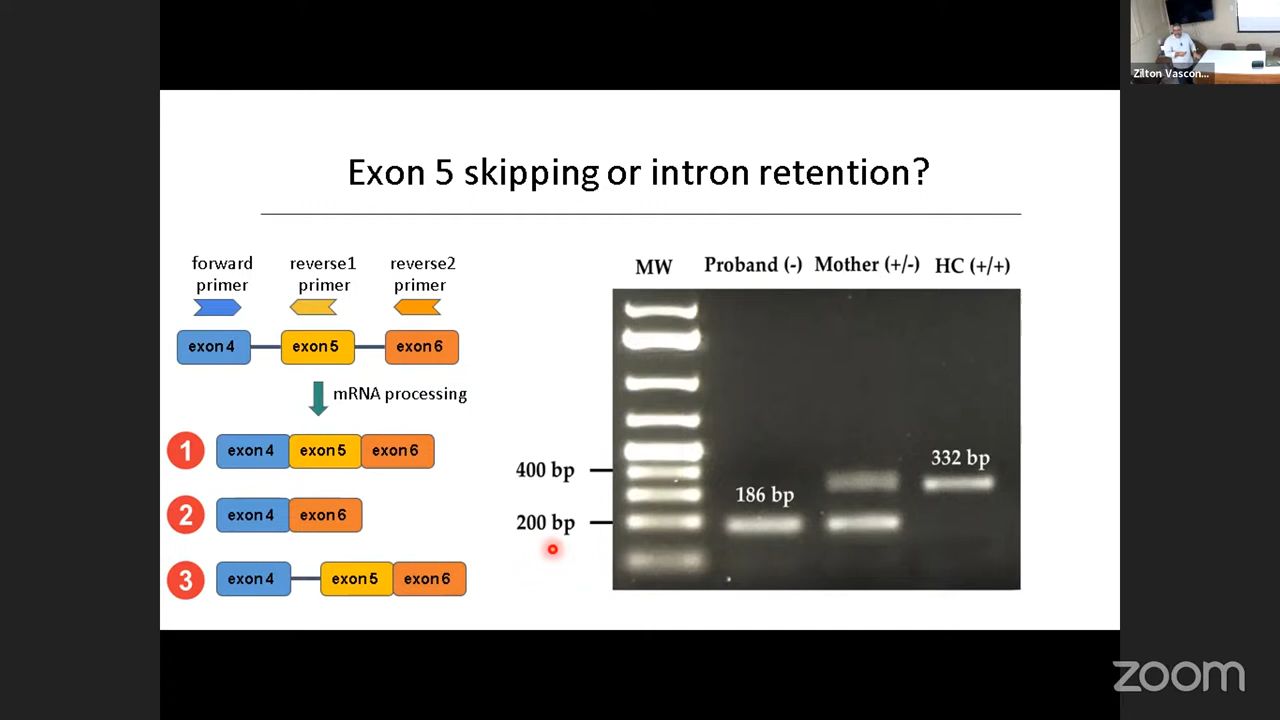 Zilton Vascon...
Exon 5 skipping or intron retention?
forward
primer
reverse1
primer
reverse2
primer
exon 4
exon 5
exon 6
mRNA processing
1
exon 4
exon 5
exon 6
2
exon 4
exon 6
3
exon 4
exon 5
exon 6
MW
Proband (-)
Mother (+/-)
HC (+/+)
400 bp
200 bp
186 bp
332 bp
zoom